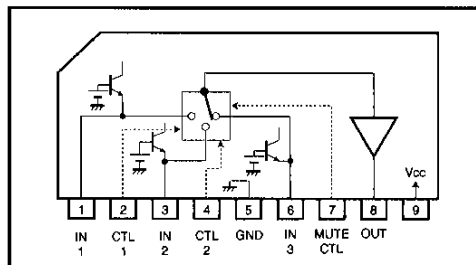 Vcc
1 2 3 4 5 6 7 8 9
IN 1 CTL 1 IN 2 CTL 2 GND IN 3 MUTE CTL OUT